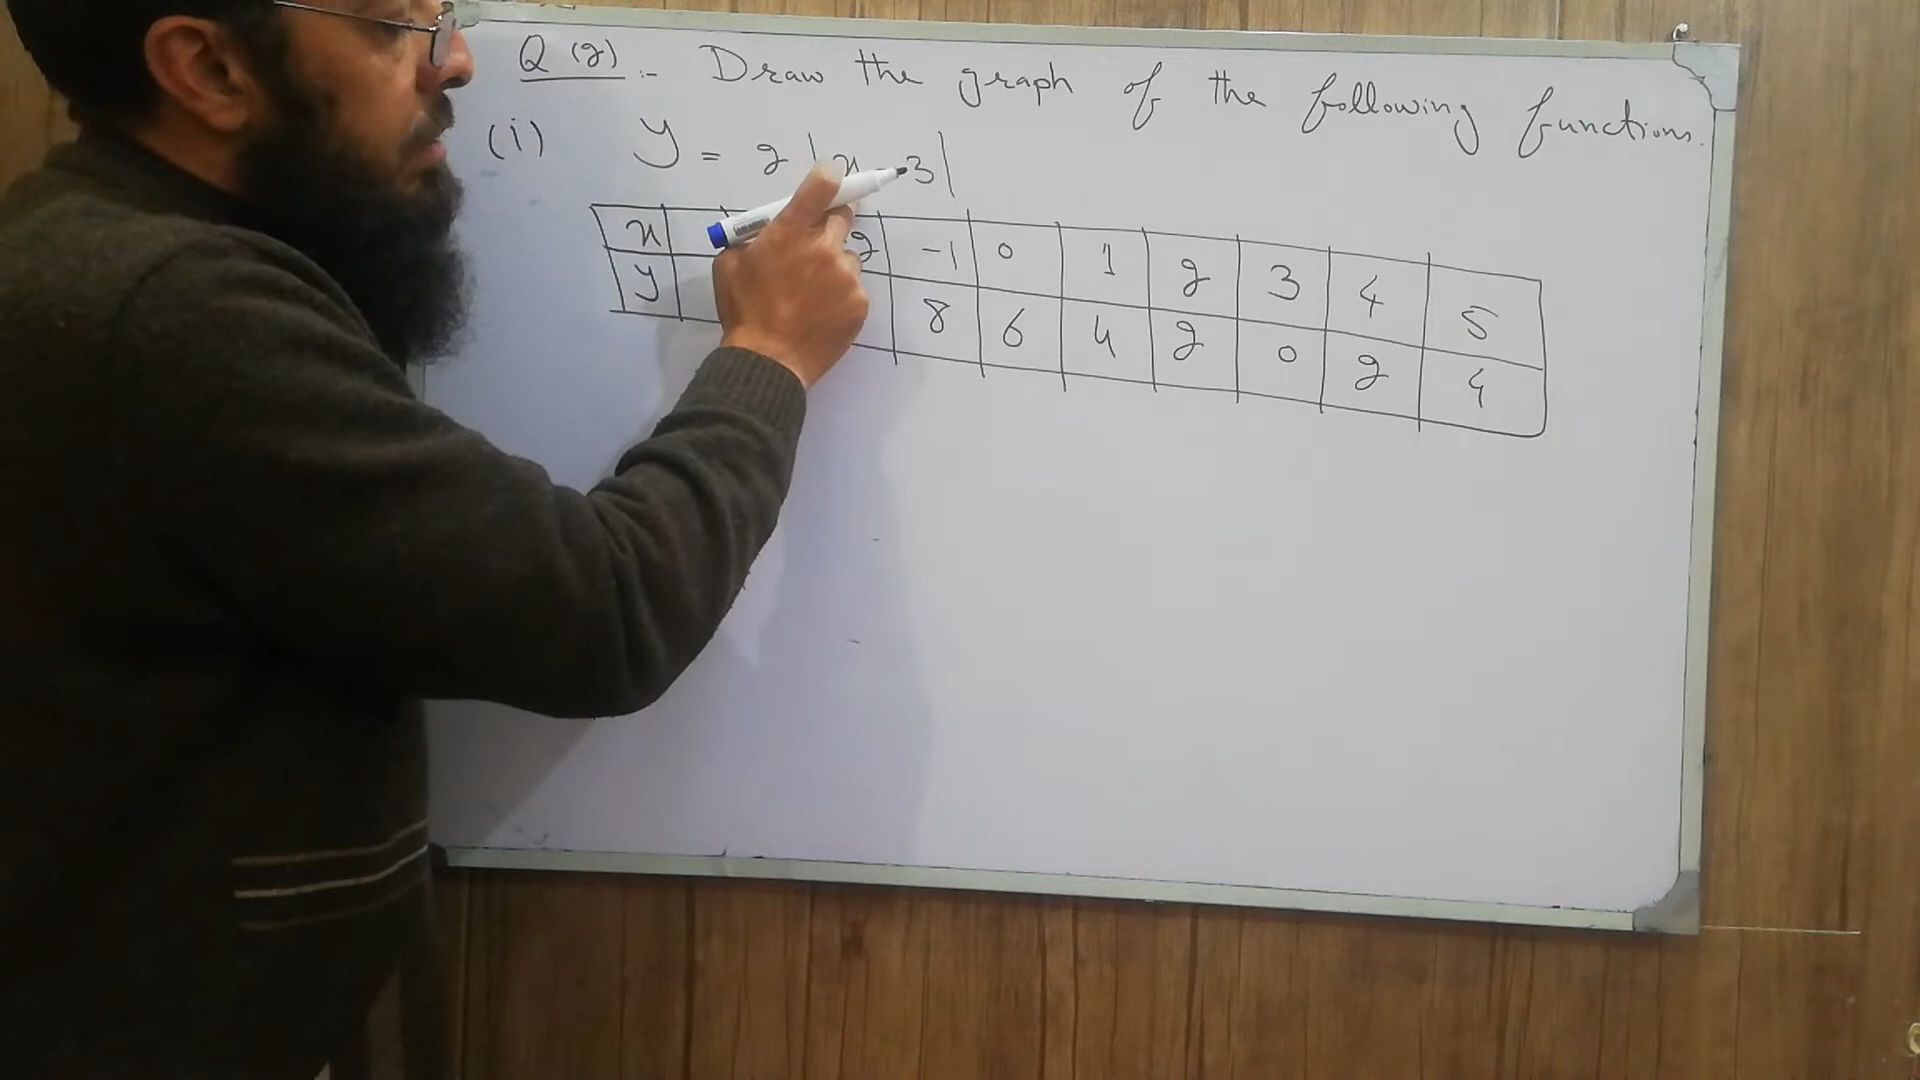 Q (2) :- Draw the graph of the following functions.
(i) y = 2 | x - 3 |
x -1 0 1 2 3 4 5
y 8 6 4 2 0 2 4